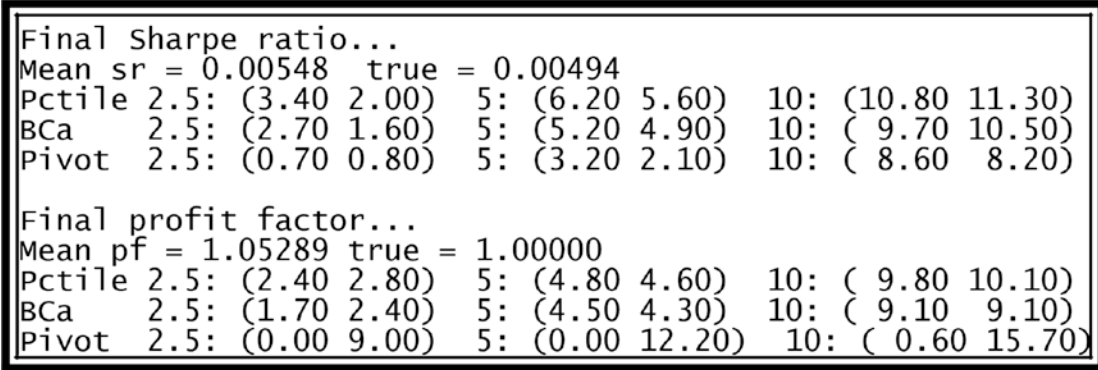 Final Sharpe ratio...
Mean sr = 0.00548  true = 0.00494
Pctile 2.5: (3.40 2.00)  5: (6.20 5.60)  10: (10.80 11.30)
BCa    2.5: (2.70 1.60)  5: (5.20 4.90)  10: ( 9.70 10.50)
Pivot  2.5: (0.70 0.80)  5: (3.20 2.10)  10: ( 8.60  8.20)
Final profit factor...
Mean pf = 1.05289 true = 1.00000
Pctile 2.5: (2.40 2.80)  5: (4.80 4.60)  10: ( 9.80 10.10)
BCa    2.5: (1.70 2.40)  5: (4.50 4.30)  10: ( 9.10  9.10)
Pivot  2.5: (0.00 9.00)  5: (0.00 12.20)  10: ( 0.60 15.70)